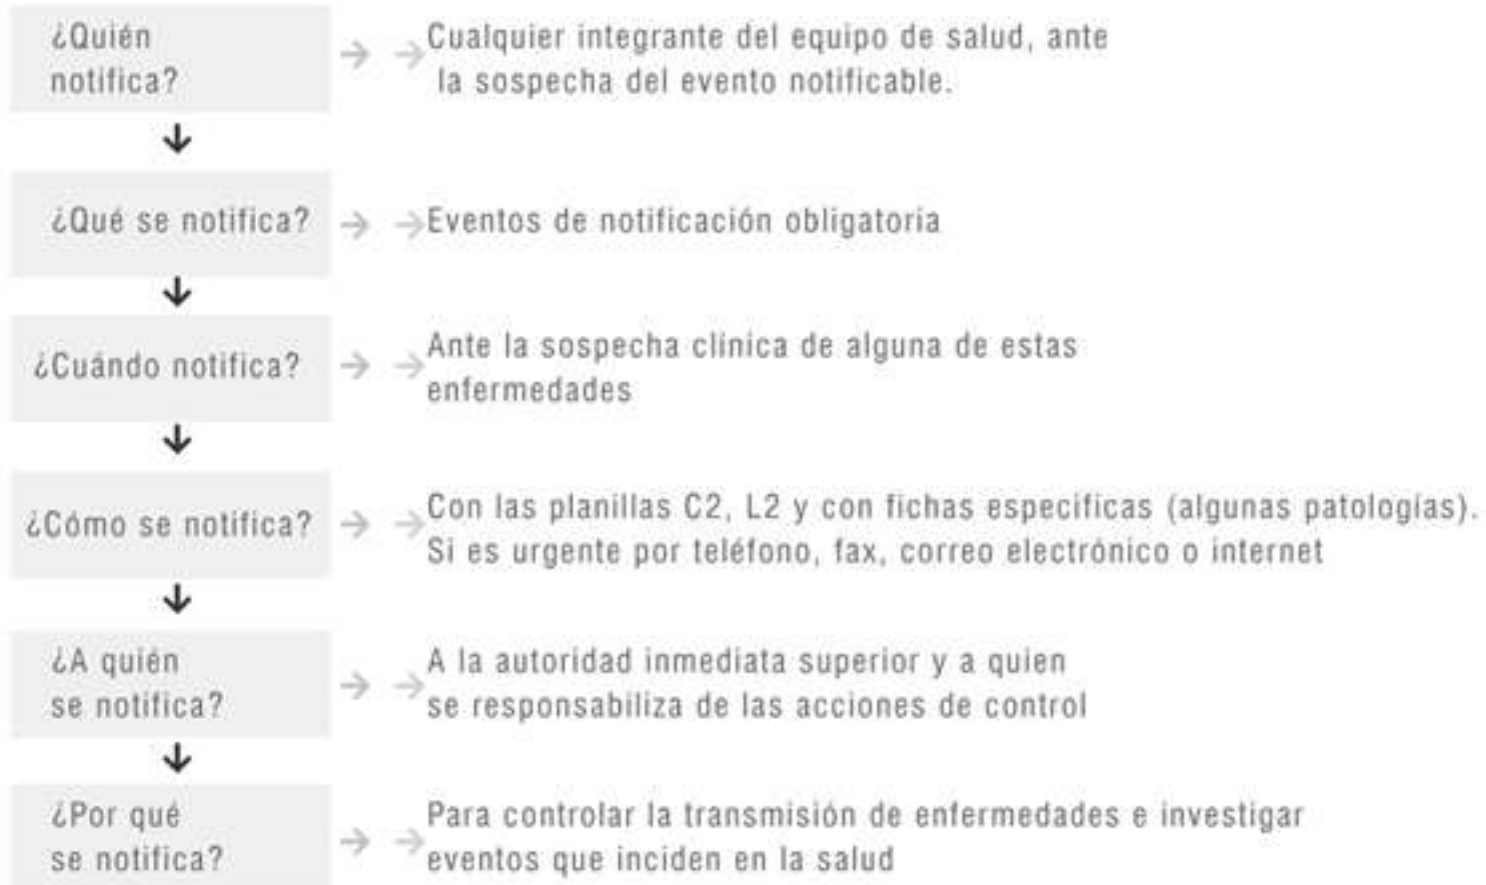 ¿Quién
notifica?
Cualquier integrante del equipo de salud, ante
la sospecha del evento notificable.
¿Qué se notifica?
Eventos de notificación obligatoria
¿Cuándo notifica?
Ante la sospecha clinica de alguna de estas
enfermedades
¿Cómo se notifica?
Con las planillas C2, L2 y con fichas especificas (algunas patologías).
Si es urgente por teléfono, fax, correo electrónico o internet
¿A quién
se notifica?
A la autoridad inmediata superior y a quien
se responsabiliza de las acciones de control
¿Por qué
se notifica?
Para controlar la transmisión de enfermedades e investigar
eventos que inciden en la salud